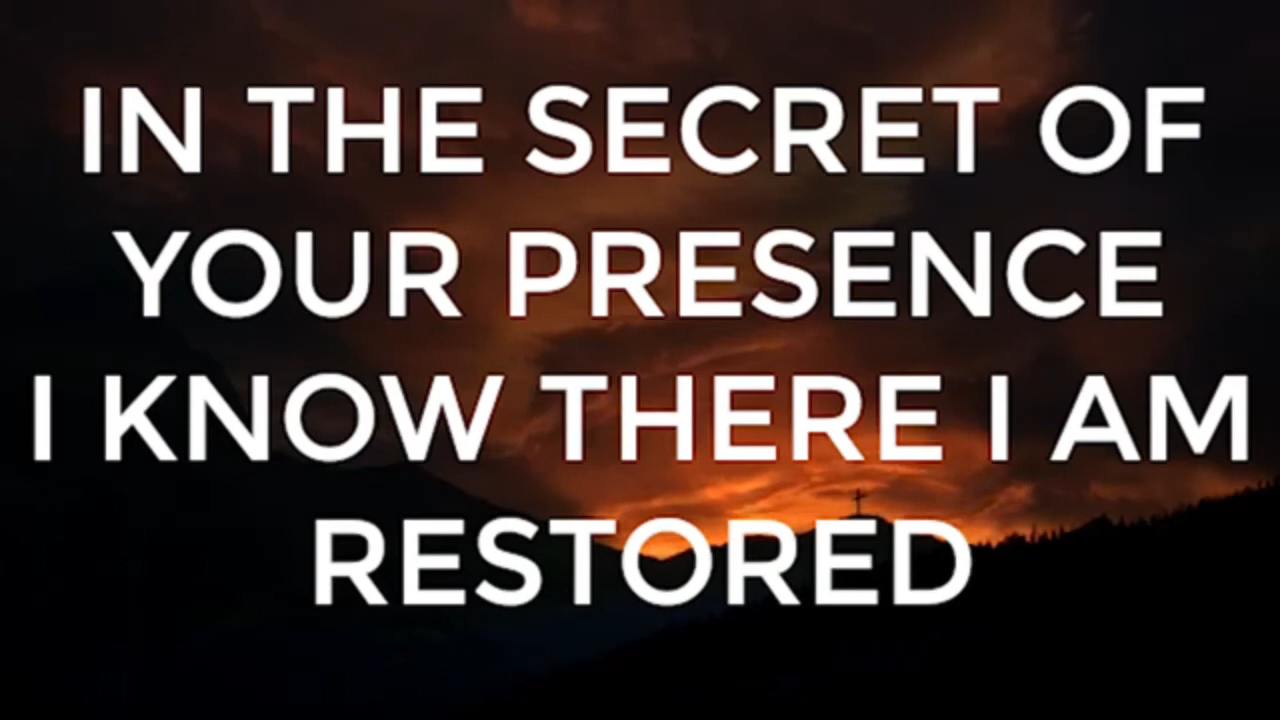 IN THE SECRET OF
YOUR PRESENCE
I KNOW THERE I AM
RESTORED